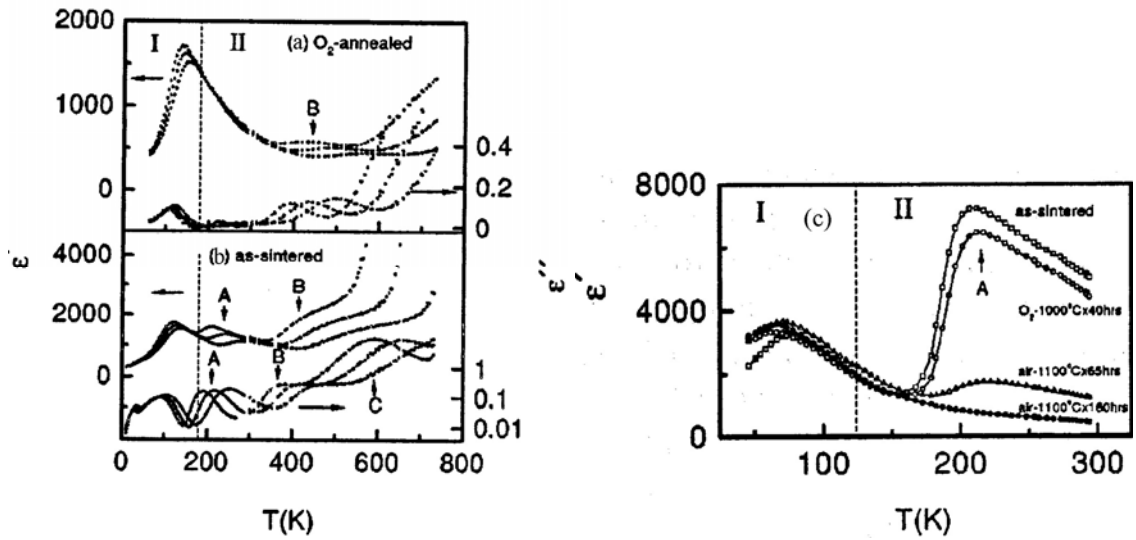 2000
I II (a) O₂-annealed
1000
B
0.4
0.2
0
0
ε'
ε''
4000
(b) as-sintered
A
B
2000
A
B
0
1
0.1
C
0.01
0 200 400 600 800
T(K)
8000
I (c) II
as-sintered
ε'
4000
A
O₂-1000°Cx40hrs
air-1100°Cx65hrs
air-1100°Cx160hrs
0
100 200 300
T(K)